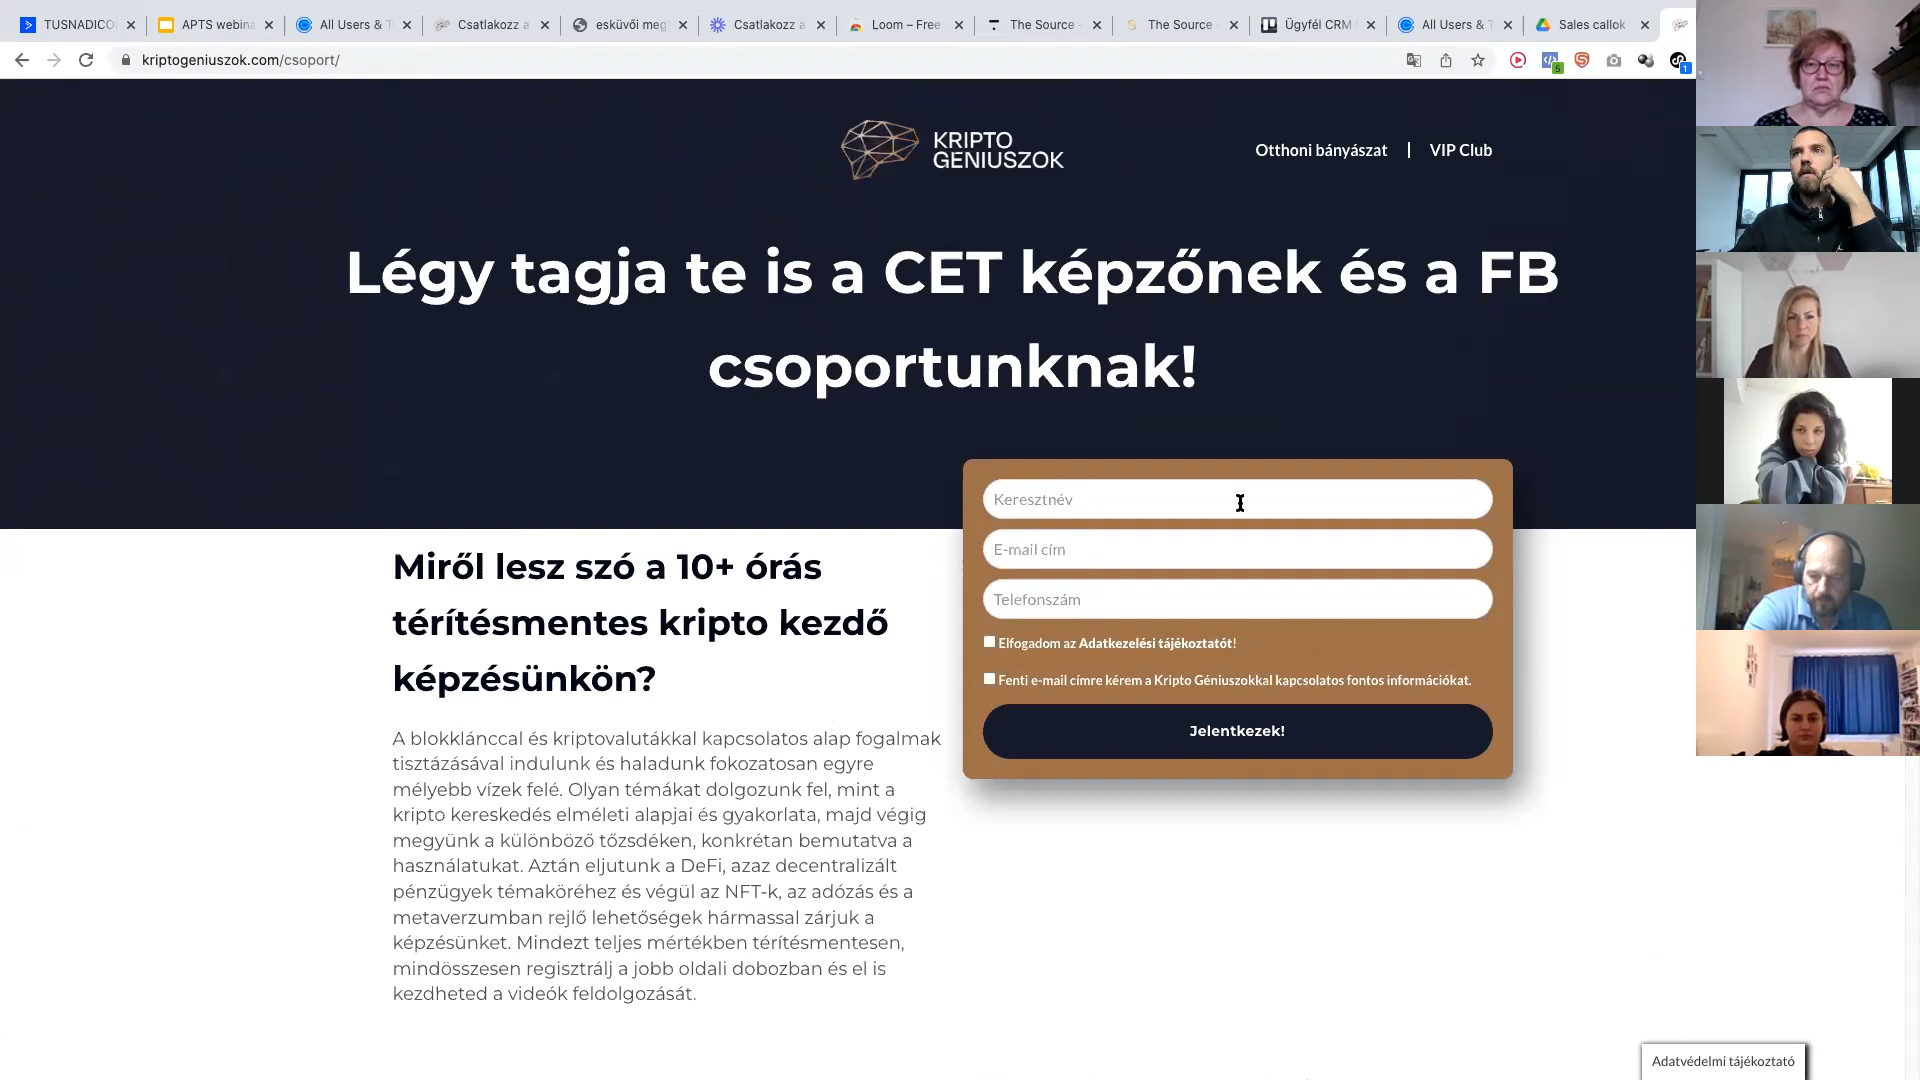 TUSNADICO
APTS webina
All Users & T
Csatlakozz a
esküvői meg
Csatlakozz a
Loom – Free
The Source -
The Source -
Ügyfél CRM
All Users & T
Sales callok
kriptogeniuszok.com/csoport/
5
1
KRIPTO
GENIUSZOK
Otthoni bányászat
VIP Club
Légy tagja te is a CET képzőnek és a FB
csoportunknak!
Keresztnév
E-mail cím
Telefonszám
Elfogadom az Adatkezelési tájékoztatót!
Fenti e-mail címre kérem a Kripto Géniuszokkal kapcsolatos fontos információkat.
Jelentkezek!
Miről lesz szó a 10+ órás
térítésmentes kripto kezdő
képzésünkön?
A blokklánccal és kriptovalutákkal kapcsolatos alap fogalmak
tisztázásával indulunk és haladunk fokozatosan egyre
mélyebb vízek felé. Olyan témákat dolgozunk fel, mint a
kripto kereskedés elméleti alapjai és gyakorlata, majd végig
megyünk a különböző tőzsdéken, konkrétan bemutatva a
használatukat. Aztán eljutunk a DeFi, azaz decentralizált
pénzügyek témaköréhez és végül az NFT-k, az adózás és a
metaverzumban rejlő lehetőségek hármassal zárjuk a
képzésünket. Mindezt teljes mértékben térítésmentesen,
mindösszesen regisztrálj a jobb oldali dobozban és el is
kezdheted a videók feldolgozását.
Adatvédelmi tájékoztató